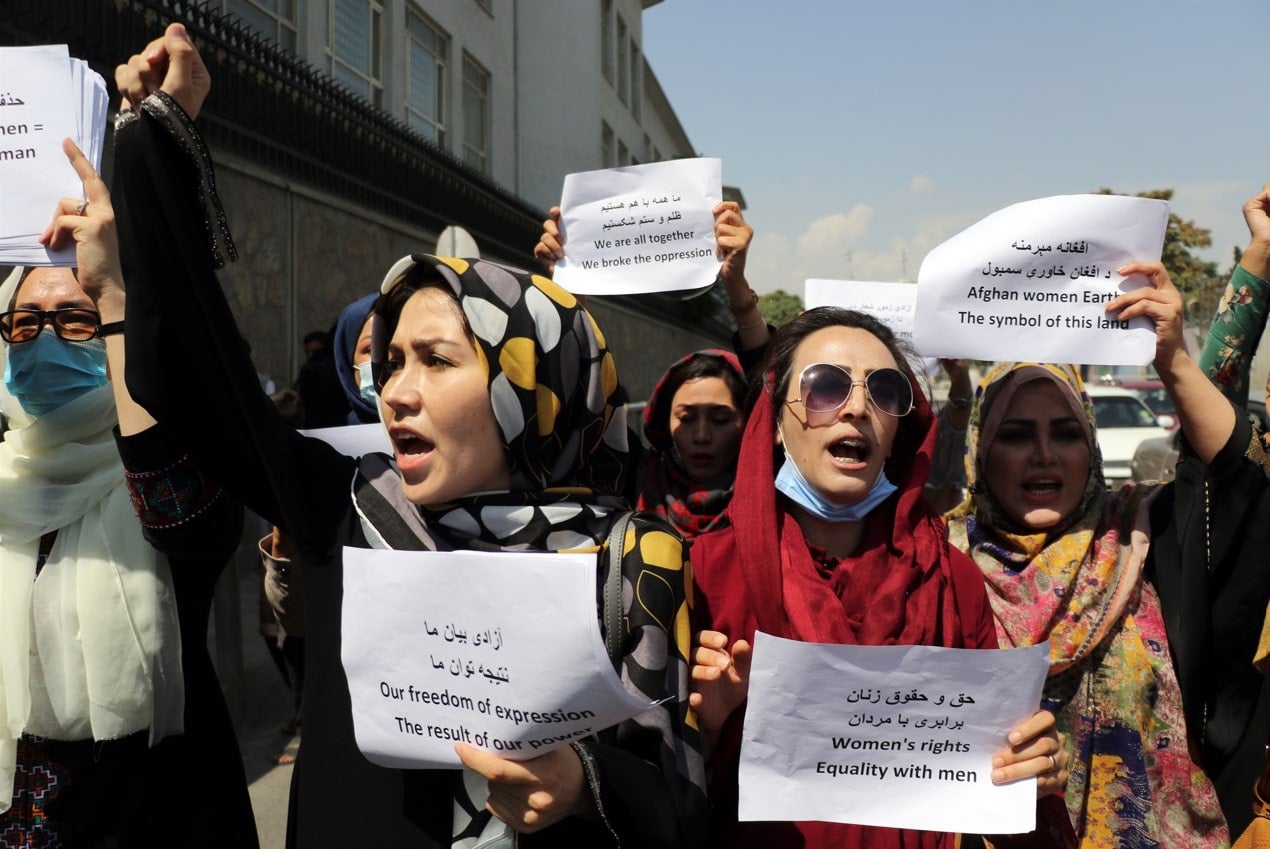 حذف
men =
man
ما همه با هم هستیم
ظلم و ستم شکستیم
We are all together
We broke the oppression
افغانه مېرمنه
د افغان خاوری سمبول
Afghan women Earth
The symbol of this land
آزادی بیان ما
نتیجه توان ما
Our freedom of expression
The result of our power
حق و حقوق زنان
برابری با مردان
Women's rights
Equality with men